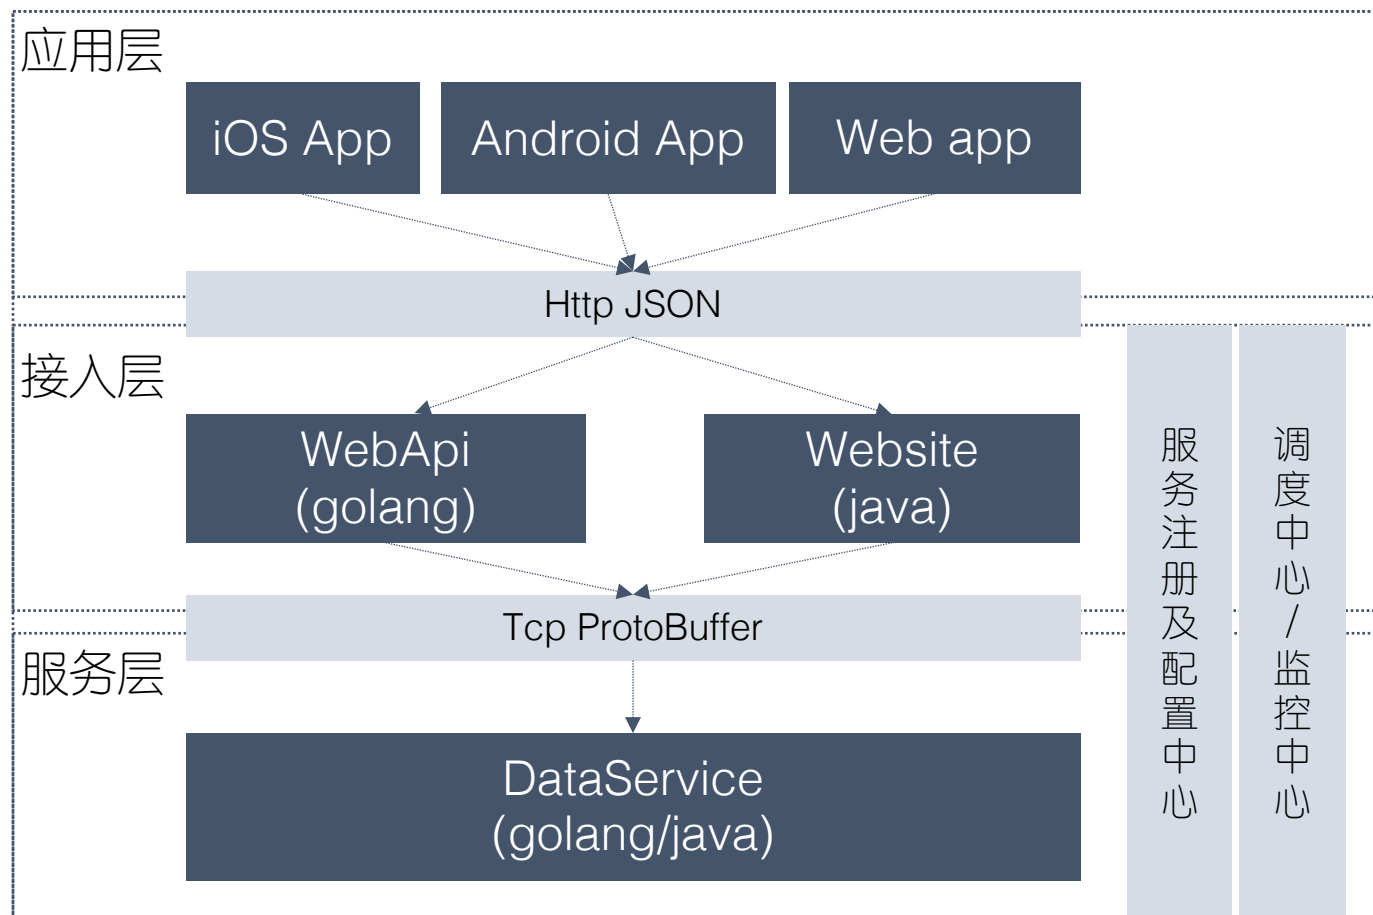 应用层
iOS App
Android App
Web app
Http JSON
接入层
WebApi
(golang)
Website
(java)
Tcp ProtoBuffer
服务层
DataService
(golang/java)
服务注册及配置中心
调度中心/监控中心